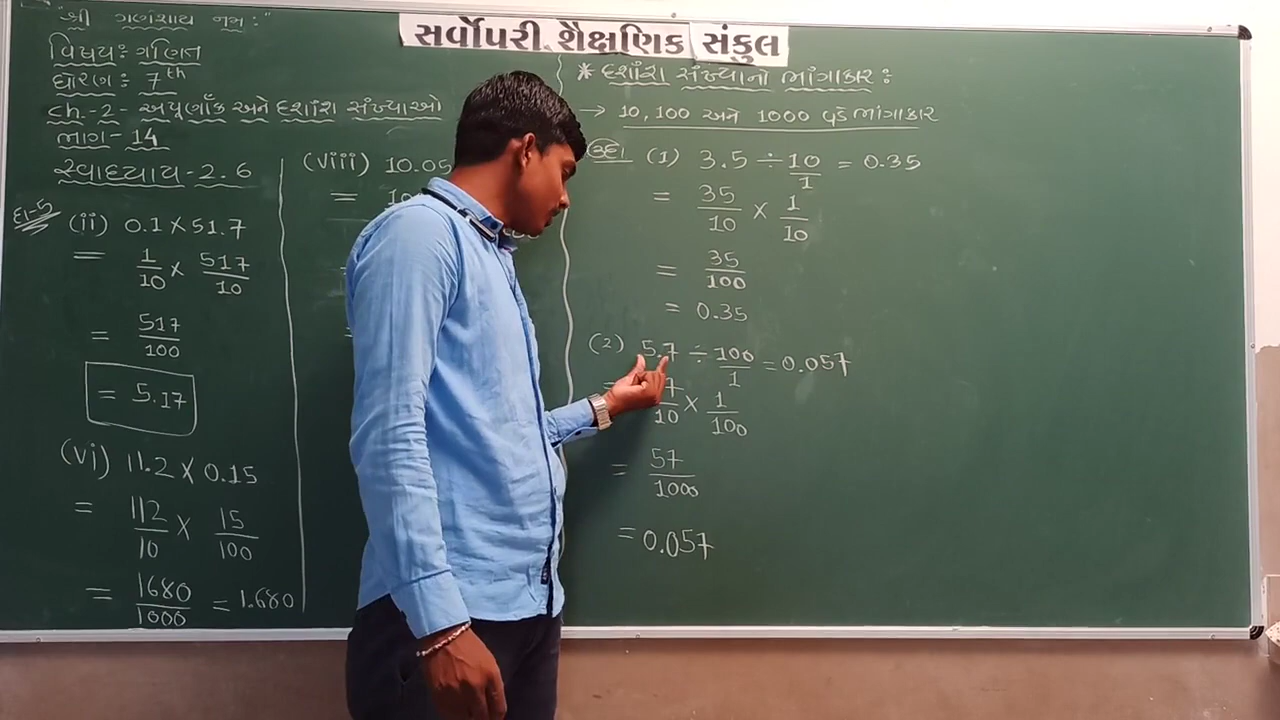 "શ્રી ગણેશાય નમઃ"
સર્વોપરી શૈક્ષણિક સંકુલ
વિષય: ગણિત
ધોરણ: 7th
ch.-2 - અપૂર્ણાંક અને દશાંશ સંખ્યાઓ
ભાગ-14
સ્વાધ્યાય-2.6
દા-5
(ii) 0.1 × 51.7
= 1/10 × 517/10
= 517/100
= 5.17
(vi) 11.2 × 0.15
= 112/10 × 15/100
= 1680/1000 = 1.680
(viii) 10.05
=
* દશાંશ સંખ્યાનો ભાંગાકાર :
→ 10, 100 અને 1000 વડે ભાંગાકાર
ઉદા. (1) 3.5 ÷ 10/1 = 0.35
= 35/10 × 1/10
= 35/100
= 0.35
(2) 5.7 ÷ 100/1 = 0.057
= 7/10 × 1/100
= 57/1000
= 0.057